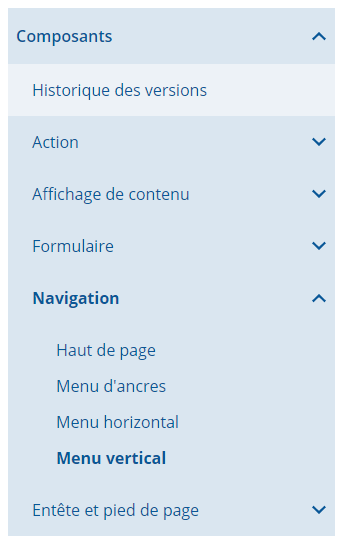 Composants
Historique des versions
Action
Affichage de contenu
Formulaire
Navigation
Haut de page
Menu d'ancres
Menu horizontal
Menu vertical
Entête et pied de page